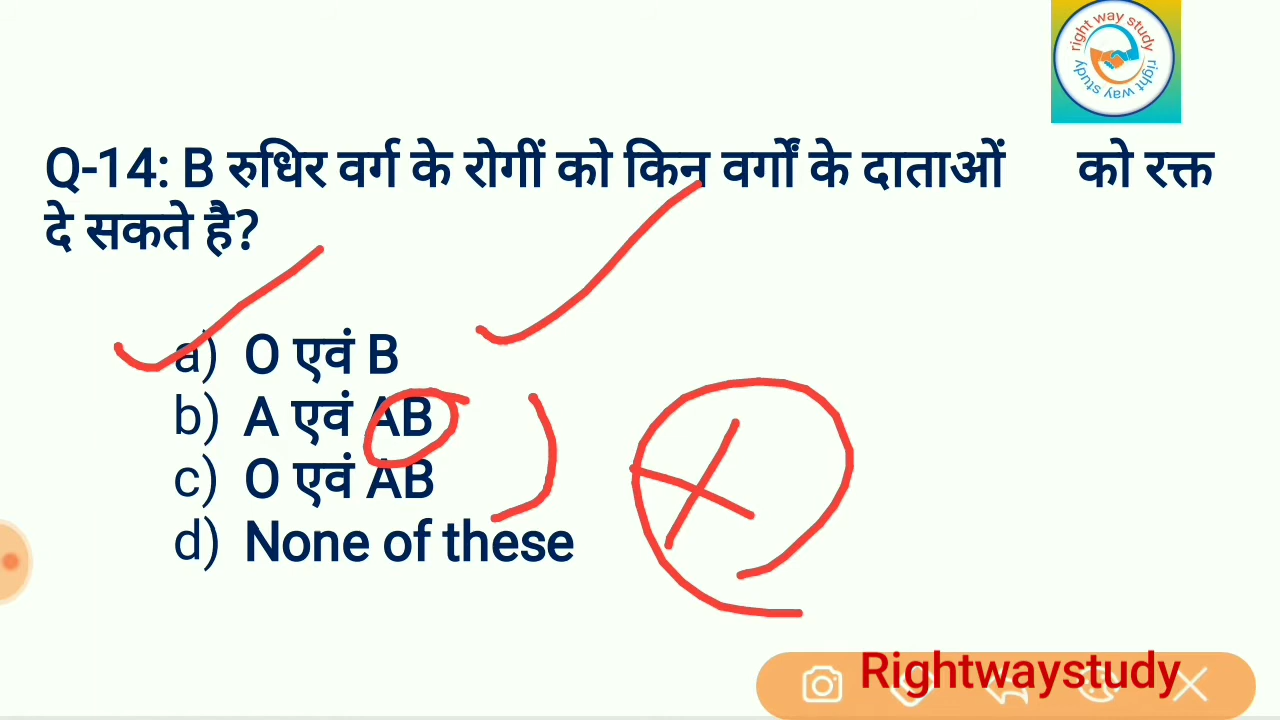 right way study
right way study
Q-14: B रुधिर वर्ग के रोगीं को किन वर्गों के दाताओं को रक्त
दे सकते है?
a) O एवं B
b) A एवं AB
c) O एवं AB
d) None of these
Rightwaystudy